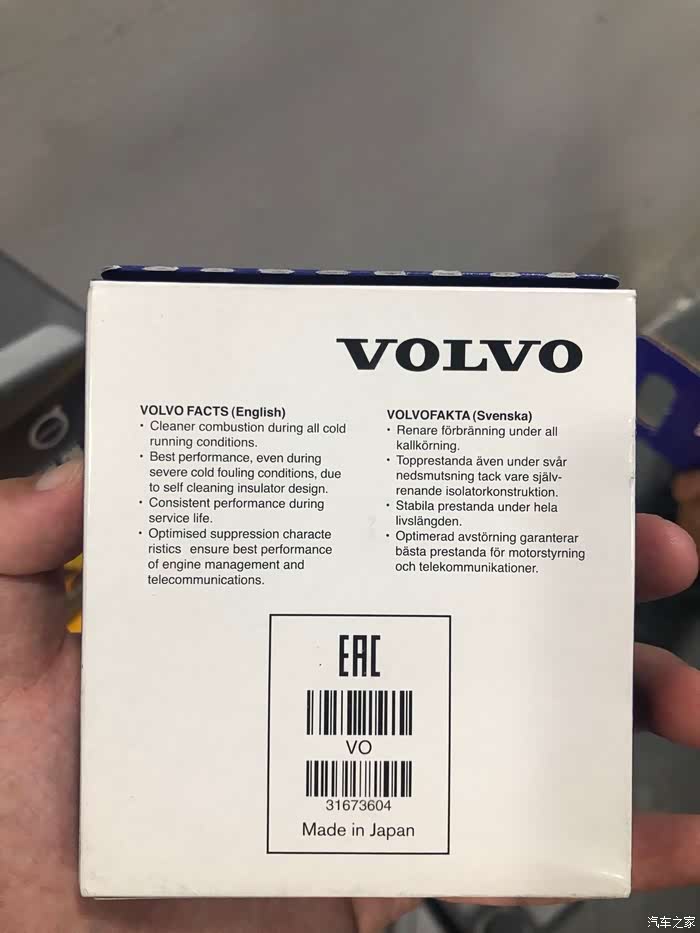 VOLVO
VOLVO FACTS (English)
· Cleaner combustion during all cold
running conditions.
· Best performance, even during
severe cold fouling conditions, due
to self cleaning insulator design.
· Consistent performance during
service life.
· Optimised suppression characte
ristics ensure best performance
of engine management and
telecommunications.
VOLVOFAKTA (Svenska)
· Renare förbränning under all
kallkörning.
· Topprestanda även under svår
nedsmutsning tack vare själv-
renande isolatorkonstruktion.
· Stabila prestanda under hela
livslängden.
· Optimerad avstörning garanterar
bästa prestanda för motorstyrning
och telekommunikationer.
EAC
VO
31673604
Made in Japan
汽车之家